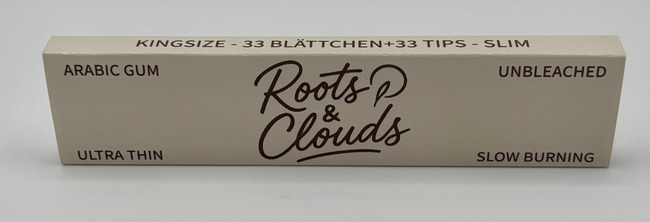 KINGSIZE - 33 BLÄTTCHEN+33 TIPS - SLIM
ARABIC GUM
UNBLEACHED
Roots
&
Clouds
ULTRA THIN
SLOW BURNING